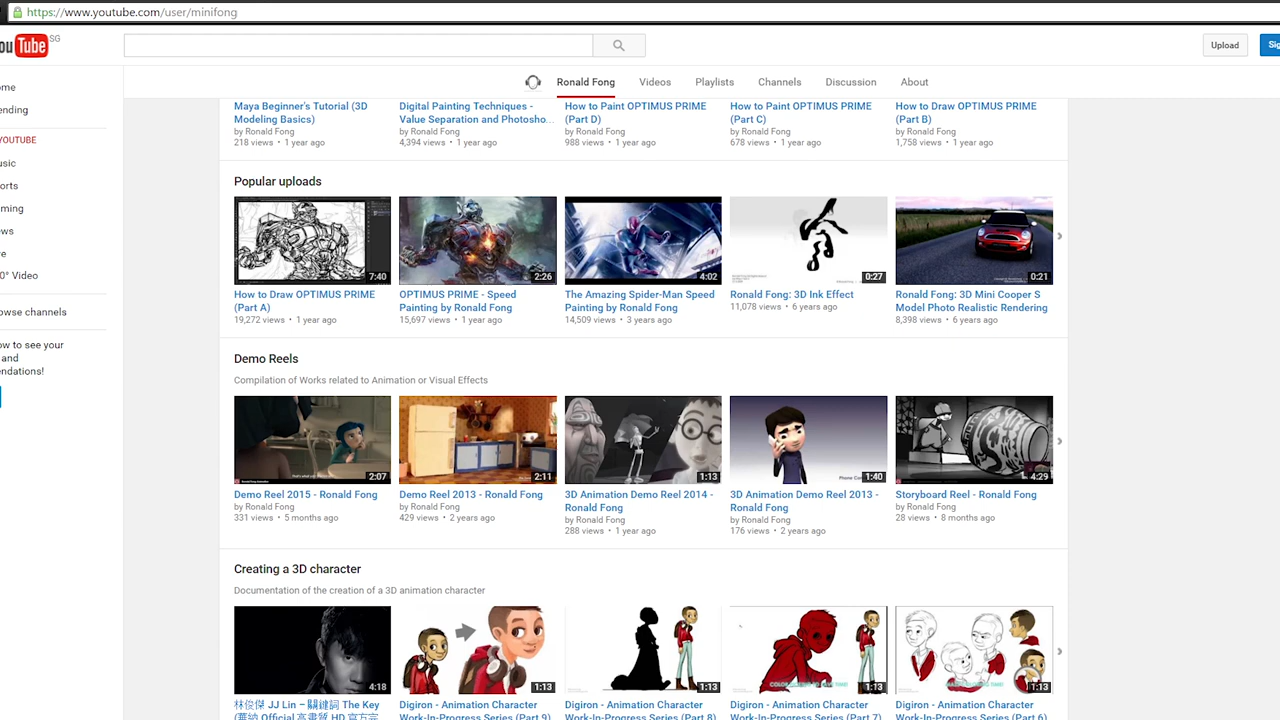 https://www.youtube.com/user/minifong
YouTube SG
Upload
Sig
ome
Ronald Fong Videos Playlists Channels Discussion About
ending
YOUTUBE
usic
orts
ming
ews
ve
0° Video
owse channels
ow to see your
and
endations!
Maya Beginner's Tutorial (3D
Modeling Basics)
by Ronald Fong
218 views • 1 year ago
Digital Painting Techniques -
Value Separation and Photosho...
by Ronald Fong
4,394 views • 1 year ago
How to Paint OPTIMUS PRIME
(Part D)
by Ronald Fong
988 views • 1 year ago
How to Paint OPTIMUS PRIME
(Part C)
by Ronald Fong
678 views • 1 year ago
How to Draw OPTIMUS PRIME
(Part B)
by Ronald Fong
1,758 views • 1 year ago
Popular uploads
7:40
How to Draw OPTIMUS PRIME
(Part A)
19,272 views • 1 year ago
2:26
OPTIMUS PRIME - Speed
Painting by Ronald Fong
15,697 views • 1 year ago
4:02
The Amazing Spider-Man Speed
Painting by Ronald Fong
14,509 views • 3 years ago
0:27
Ronald Fong: 3D Ink Effect
11,078 views • 6 years ago
0:21
Ronald Fong: 3D Mini Cooper S
Model Photo Realistic Rendering
8,398 views • 6 years ago
Demo Reels
Compilation of Works related to Animation or Visual Effects
2:07
Demo Reel 2015 - Ronald Fong
by Ronald Fong
331 views • 5 months ago
2:11
Demo Reel 2013 - Ronald Fong
by Ronald Fong
429 views • 2 years ago
1:13
3D Animation Demo Reel 2014 -
Ronald Fong
by Ronald Fong
288 views • 1 year ago
1:40
3D Animation Demo Reel 2013 -
Ronald Fong
by Ronald Fong
176 views • 2 years ago
4:29
Storyboard Reel - Ronald Fong
by Ronald Fong
28 views • 8 months ago
Creating a 3D character
Documentation of the creation of a 3D animation character
4:18
林俊傑 JJ Lin – 關鍵詞 The Key
(華納 Official 高畫質 HD 官方完
1:13
Digiron - Animation Character
Work-In-Progress Series (Part 9)
1:13
Digiron - Animation Character
Work-In-Progress Series (Part 8)
1:13
Digiron - Animation Character
Work-In-Progress Series (Part 7)
1:13
Digiron - Animation Character
Work-In-Progress Series (Part 6)